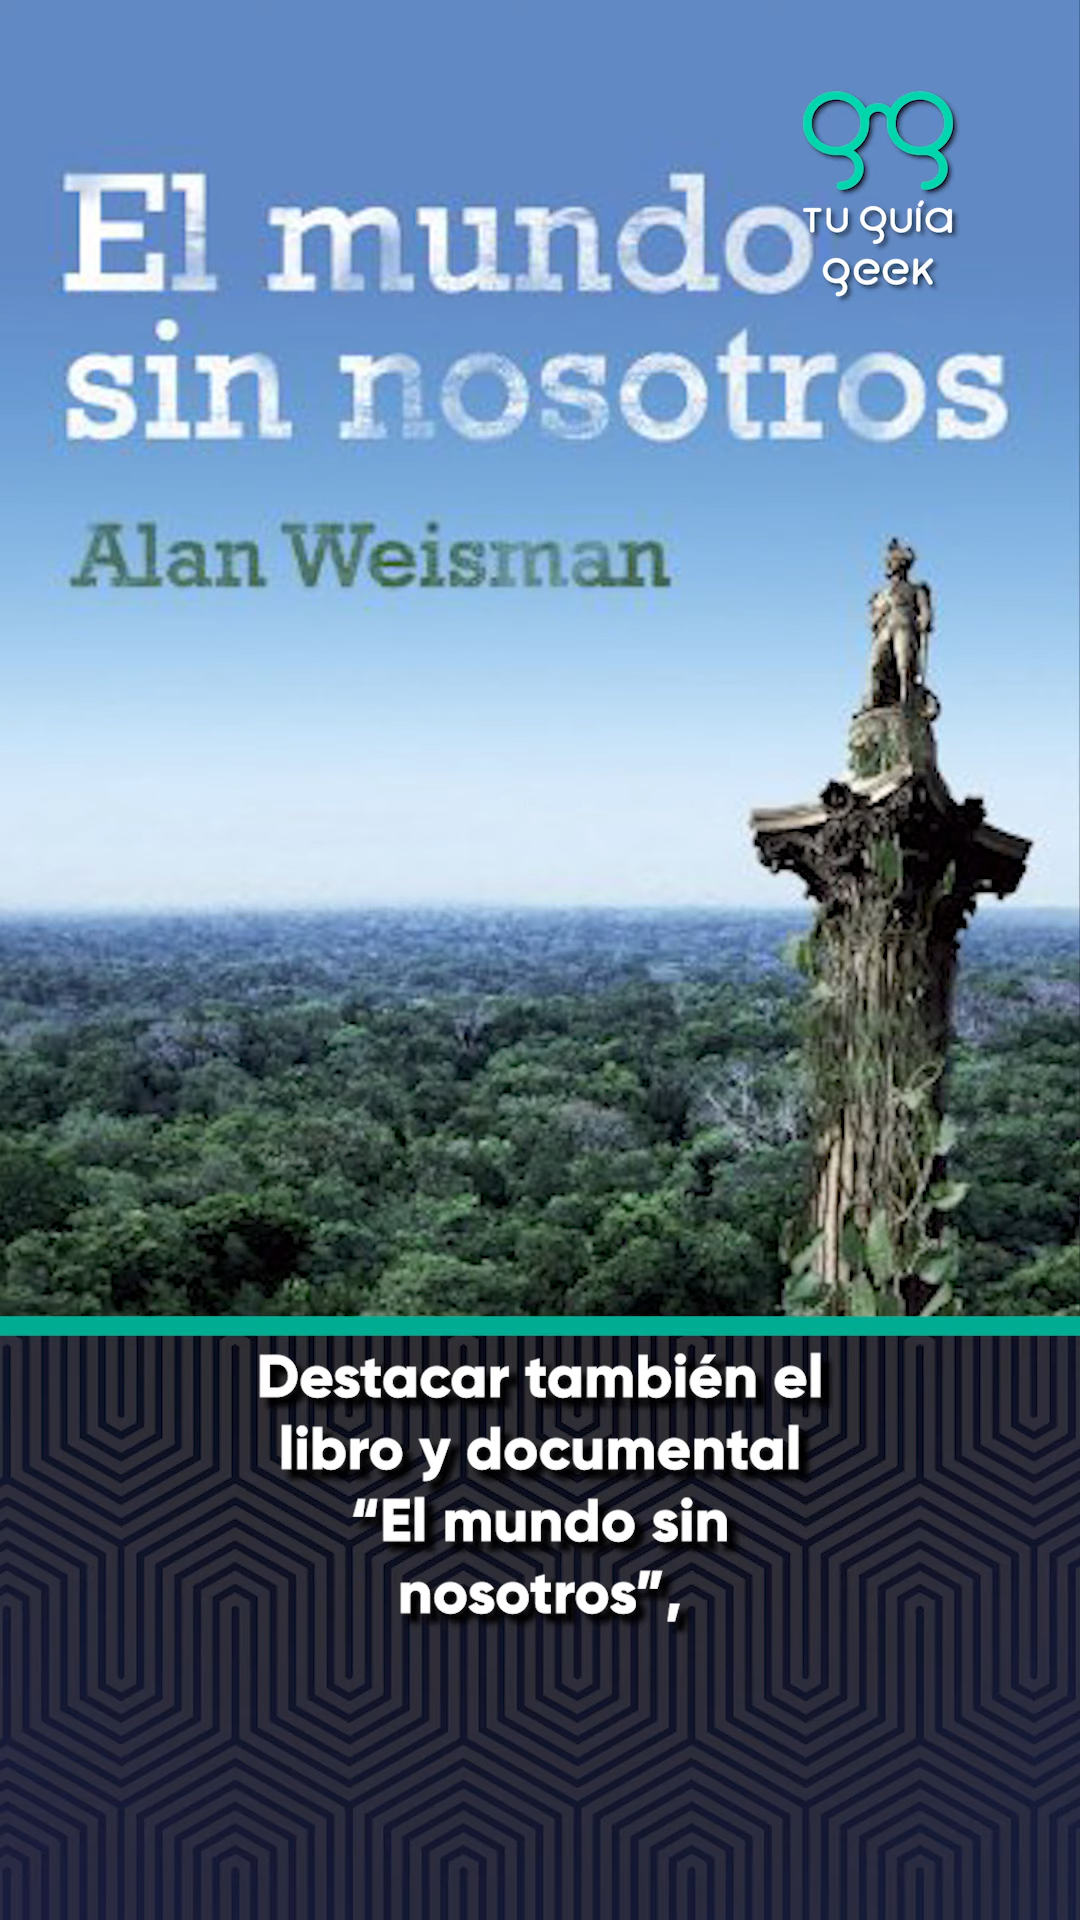 El mundo
sin nosotros
Alan Weisman
TU guía
geek
Destacar también el
libro y documental
“El mundo sin
nosotros”,